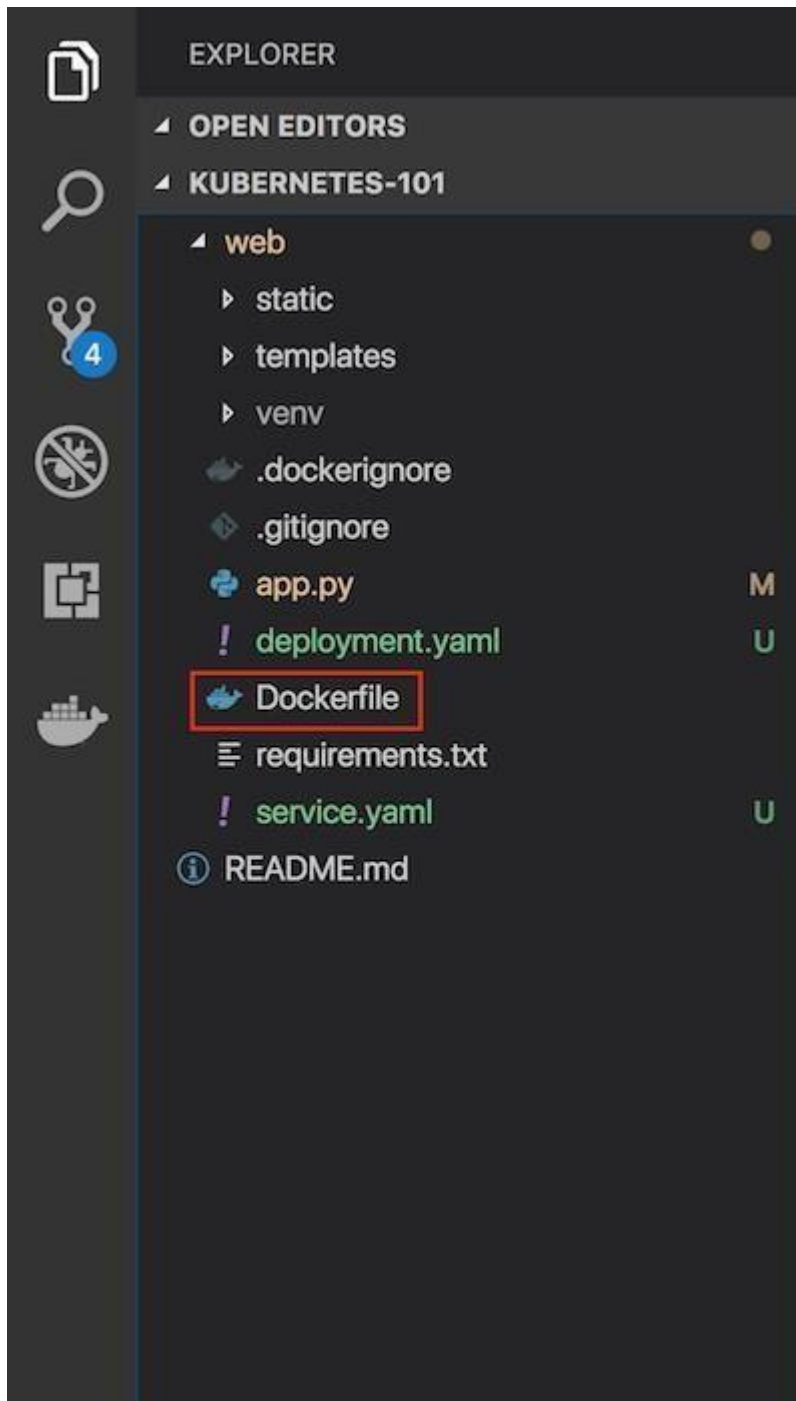 EXPLORER
OPEN EDITORS
KUBERNETES-101
web
static
templates
4
venv
.dockerignore
.gitignore
app.py M
deployment.yaml U
Dockerfile
requirements.txt
service.yaml U
README.md